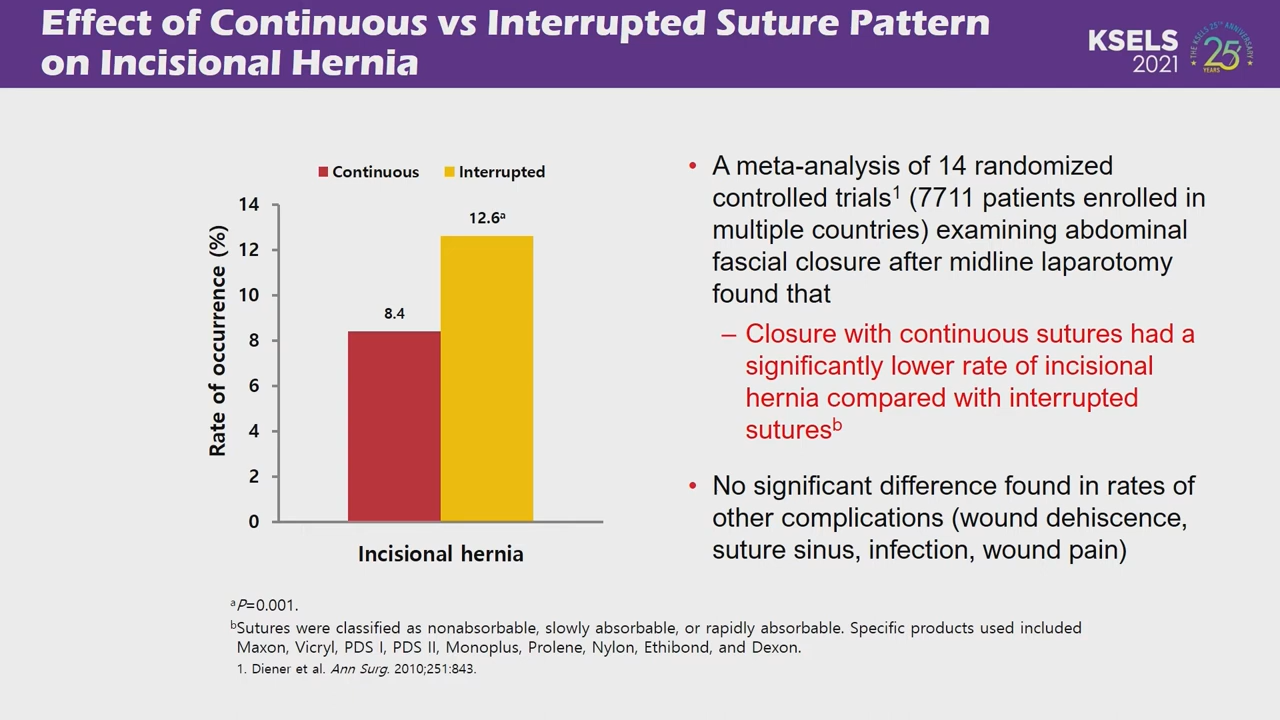 Effect of Continuous vs Interrupted Suture Pattern
on Incisional Hernia
KSELS
2021
THE KSELS 25TH ANNIVERSARY
25
YEARS
Continuous Interrupted
Rate of occurrence (%)
14
12
10
8
6
4
2
0
8.4
12.6ᵃ
Incisional hernia
• A meta-analysis of 14 randomized
controlled trials¹ (7711 patients enrolled in
multiple countries) examining abdominal
fascial closure after midline laparotomy
found that
– Closure with continuous sutures had a
significantly lower rate of incisional
hernia compared with interrupted
suturesᵇ
• No significant difference found in rates of
other complications (wound dehiscence,
suture sinus, infection, wound pain)
ᵃP=0.001.
ᵇSutures were classified as nonabsorbable, slowly absorbable, or rapidly absorbable. Specific products used included
Maxon, Vicryl, PDS I, PDS II, Monoplus, Prolene, Nylon, Ethibond, and Dexon.
1. Diener et al. Ann Surg. 2010;251:843.